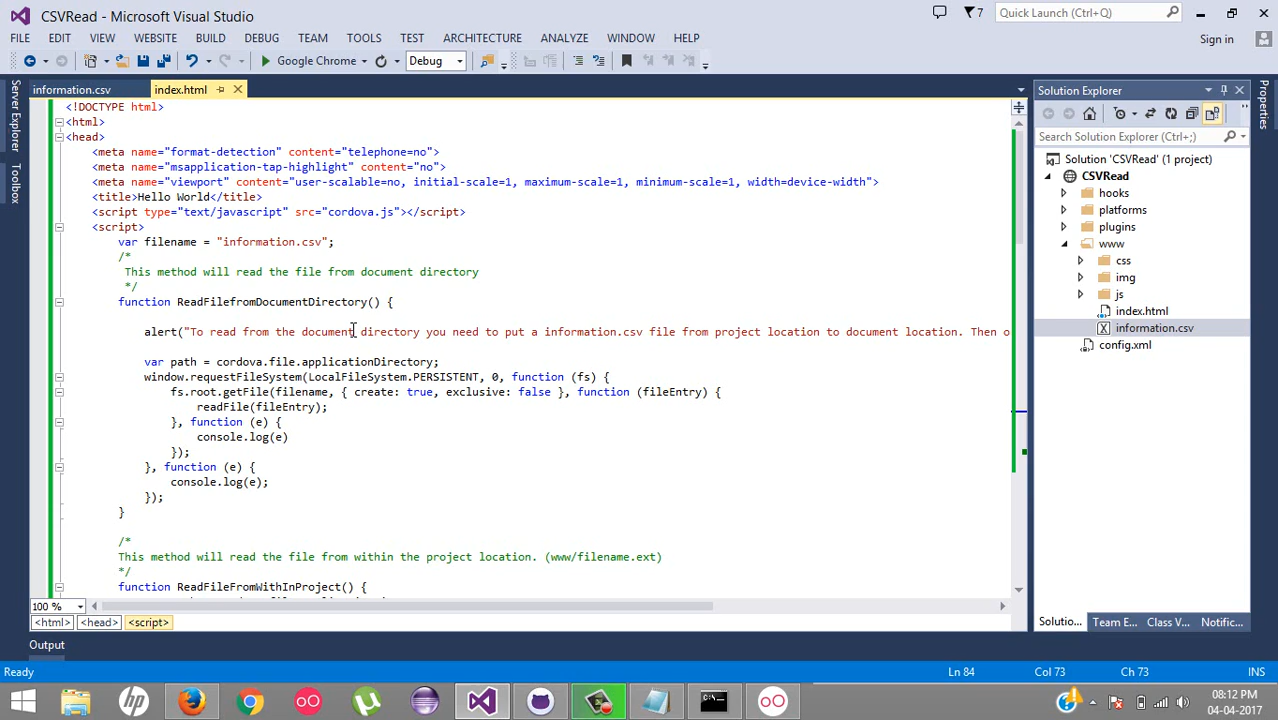 CSVRead - Microsoft Visual Studio
7
Quick Launch (Ctrl+Q)
FILE EDIT VIEW WEBSITE BUILD DEBUG TEAM TOOLS TEST ARCHITECTURE ANALYZE WINDOW HELP
Sign in
Google Chrome
Debug
Server Explorer
Toolbox
information.csv
index.html
<!DOCTYPE html>
<html>
<head>
<meta name="format-detection" content="telephone=no">
<meta name="msapplication-tap-highlight" content="no">
<meta name="viewport" content="user-scalable=no, initial-scale=1, maximum-scale=1, minimum-scale=1, width=device-width">
<title>Hello World</title>
<script type="text/javascript" src="cordova.js"></script>
<script>
var filename = "information.csv";
/*
This method will read the file from document directory
*/
function ReadFilefromDocumentDirectory() {
alert("To read from the document directory you need to put a information.csv file from project location to document location. Then o
var path = cordova.file.applicationDirectory;
window.requestFileSystem(LocalFileSystem.PERSISTENT, 0, function (fs) {
fs.root.getFile(filename, { create: true, exclusive: false }, function (fileEntry) {
readFile(fileEntry);
}, function (e) {
console.log(e)
});
}, function (e) {
console.log(e);
});
}
/*
This method will read the file from within the project location. (www/filename.ext)
*/
function ReadFileFromWithInProject() {
100 %
<html> <head> <script>
Output
Solution Explorer
Search Solution Explorer (Ctrl+;)
Solution 'CSVRead' (1 project)
CSVRead
hooks
platforms
plugins
www
css
img
js
index.html
information.csv
config.xml
Solutio... Team E... Class V... Notific...
Properties
Ready
Ln 84
Col 73
Ch 73
INS
08:12 PM
04-04-2017